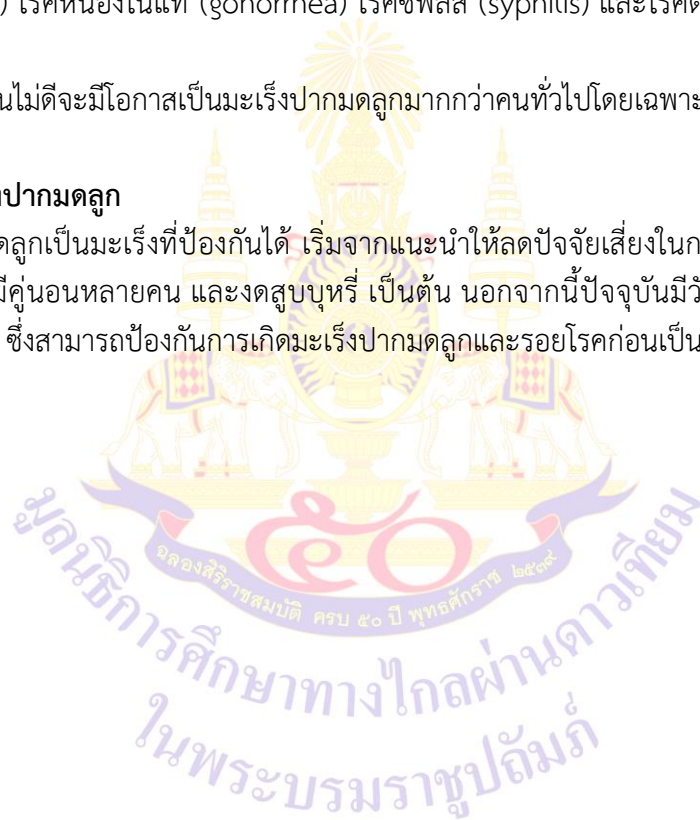 ) โรคหนองในแท้ (gonorrhea) โรคซิฟิลิส (syphilis) และโรคต
นไม่ดีจะมีโอกาสเป็นมะเร็งปากมดลูกมากกว่าคนทั่วไปโดยเฉพาะ
งปากมดลูก
ดลูกเป็นมะเร็งที่ป้องกันได้ เริ่มจากแนะนำให้ลดปัจจัยเสี่ยงในก
มีคู่นอนหลายคน และงดสูบบุหรี่ เป็นต้น นอกจากนี้ปัจจุบันมีวั
ซึ่งสามารถป้องกันการเกิดมะเร็งปากมดลูกและรอยโรคก่อนเป็น
๕๐
ฉลองสิริราชสมบัติ ครบ ๕๐ ปี พุทธศักราช ๒๕๓๙
มูลนิธิการศึกษาทางไกลผ่านดาวเทียม
ในพระบรมราชูปถัมภ์